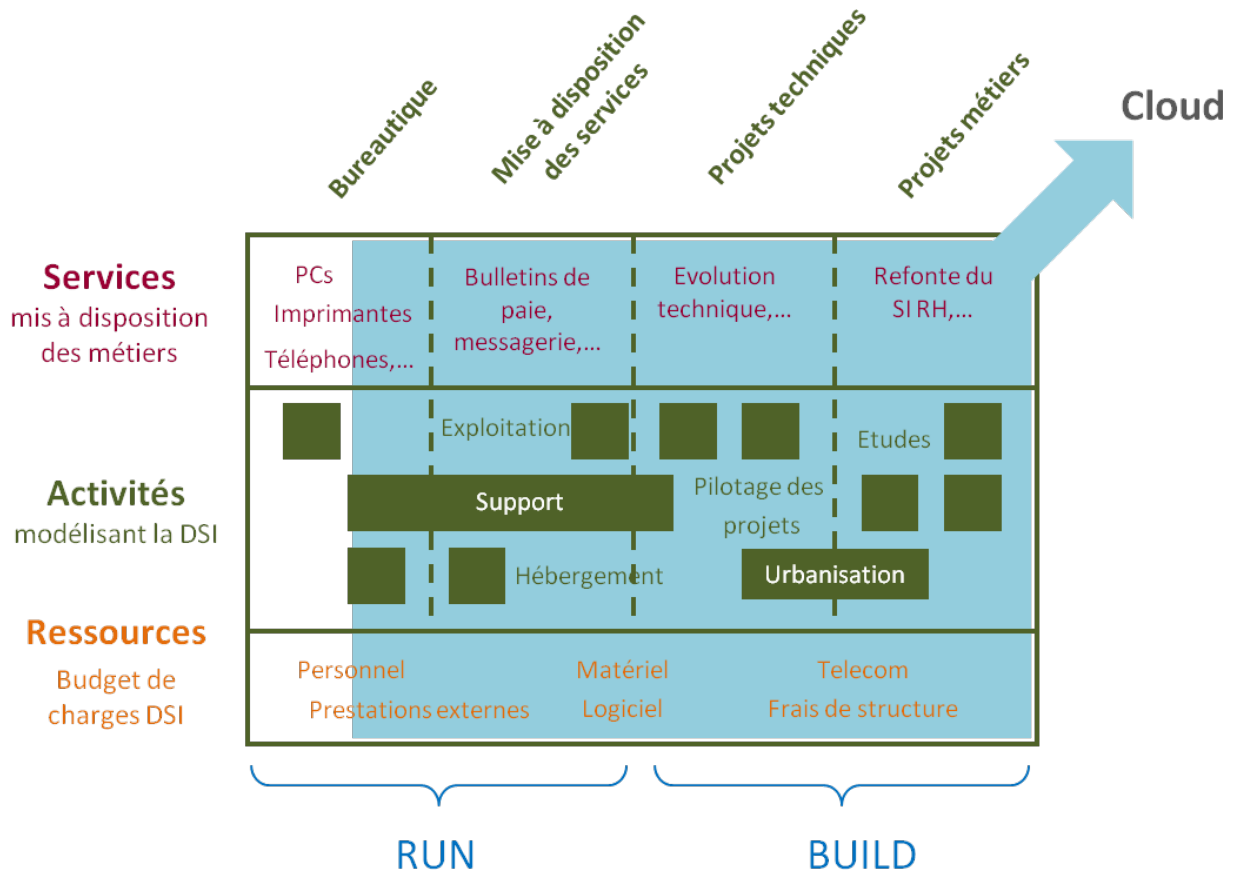 Bureautique
Mise à disposition
des services
Projets techniques
Projets métiers
Cloud
Services
mis à disposition
des métiers
PCs
Imprimantes
Téléphones,...
Bulletins de
paie,
messagerie,...
Evolution
technique,...
Refonte du
SI RH,...
Activités
modélisant la DSI
Exploitation
Etudes
Support
Pilotage des
projets
Hébergement
Urbanisation
Ressources
Budget de
charges DSI
Personnel
Matériel
Telecom
Prestations externes
Logiciel
Frais de structure
RUN
BUILD